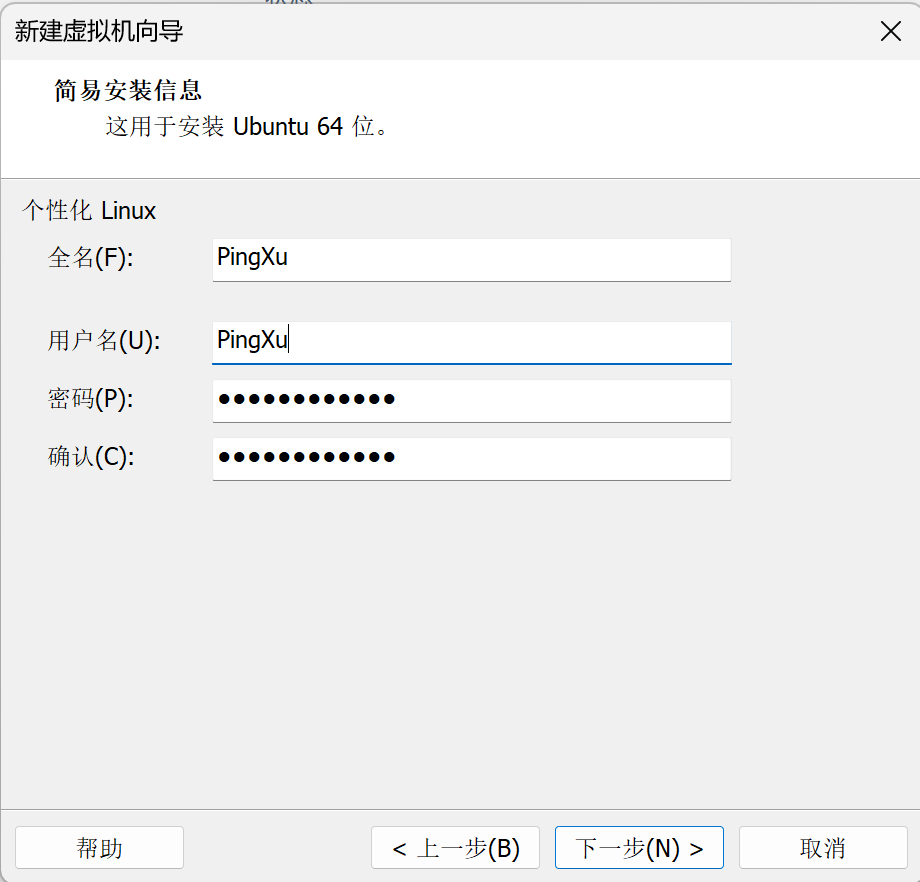 新建虚拟机向导
简易安装信息
这用于安装 Ubuntu 64 位。
个性化 Linux
全名(F): PingXu
用户名(U): PingXu
密码(P): ●●●●●●●●●●●●
确认(C): ●●●●●●●●●●●●
帮助 < 上一步(B) 下一步(N) > 取消